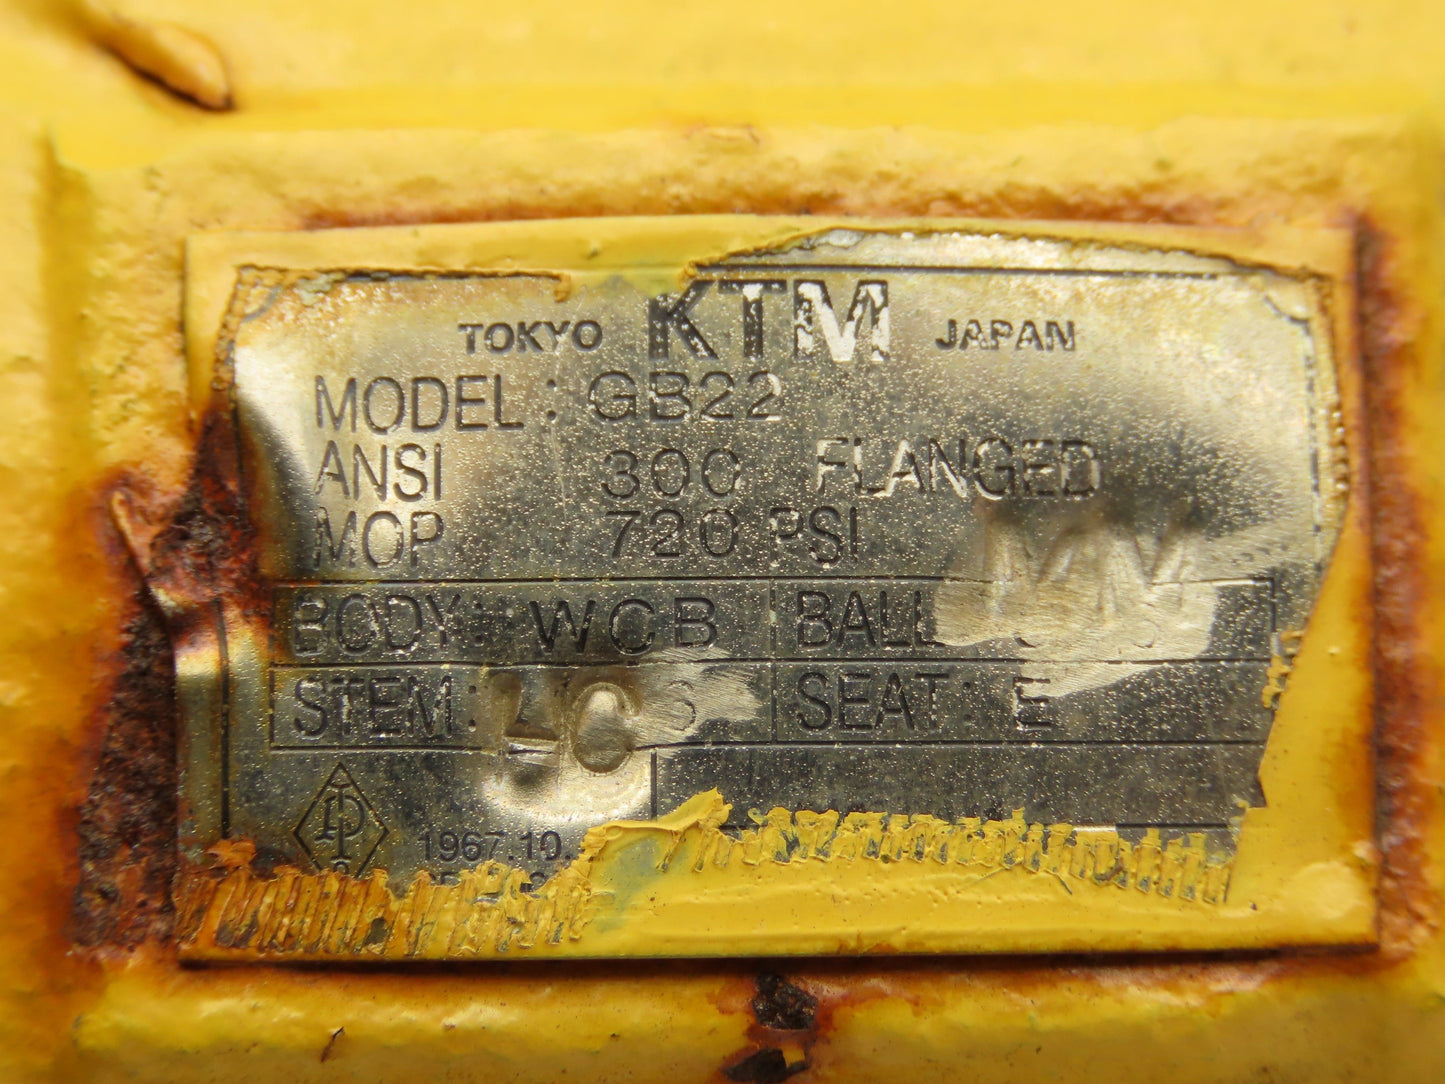 TOKYO KTM JAPAN
MODEL: GB22
ANSI 300 FLANGED
MOP 720 PSI
BODY: WCB BALL
STEM: SEAT: E
1967.10.